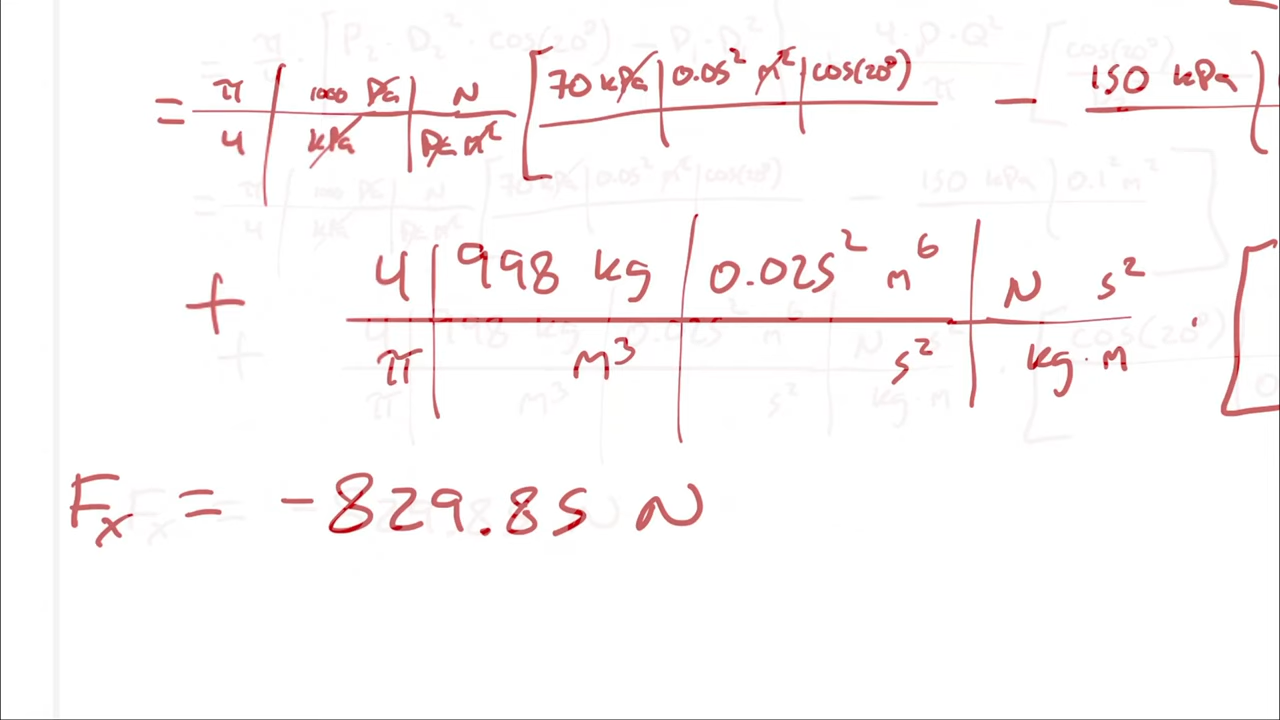 = π/4 | 1000 Pa/kPa | N/Pa m² [ 70 kPa | 0.05² m² | cos(20°) − 150 kPa |
+ 4/π | 998 kg/m³ | 0.025² m⁶/s² | N s²/kg·m · [
Fx = -829.85 N